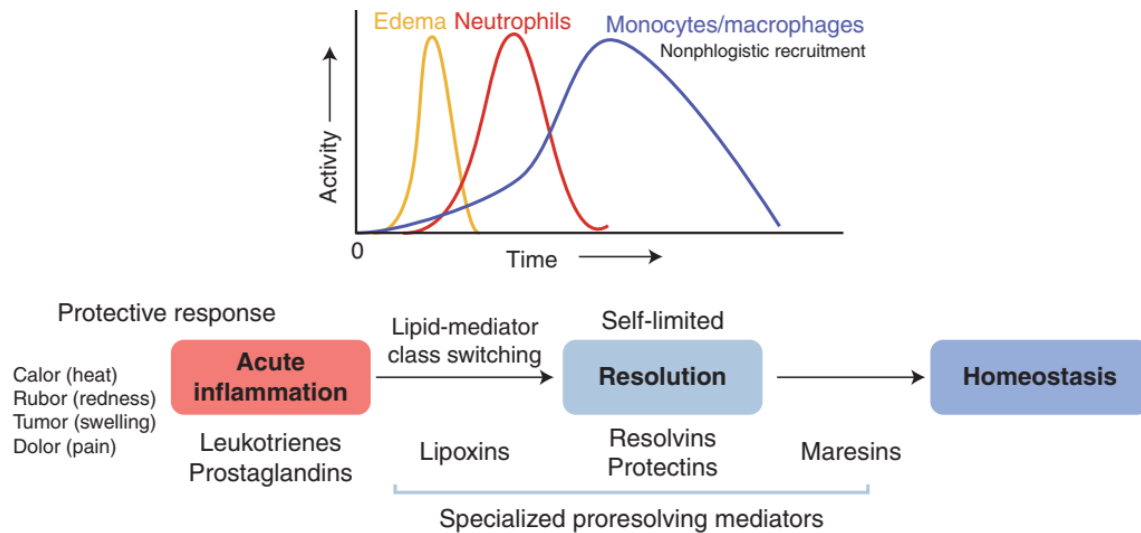 Edema Neutrophils Monocytes/macrophages
Nonphlogistic recruitment
Activity
0
Time
Protective response
Calor (heat)
Rubor (redness)
Tumor (swelling)
Dolor (pain)
Acute
inflammation
Leukotrienes
Prostaglandins
Lipid-mediator
class switching
Lipoxins
Self-limited
Resolution
Resolvins
Protectins
Maresins
Homeostasis
Specialized proresolving mediators